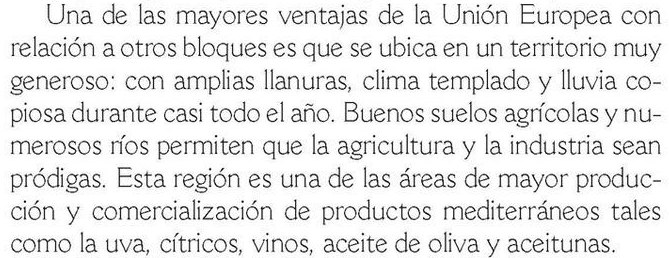 Una de las mayores ventajas de la Unión Europea con
relación a otros bloques es que se ubica en un territorio muy
generoso: con amplias llanuras, clima templado y lluvia co-
piosa durante casi todo el año. Buenos suelos agrícolas y nu-
merosos ríos permiten que la agricultura y la industria sean
pródigas. Esta región es una de las áreas de mayor produc-
ción y comercialización de productos mediterráneos tales
como la uva, cítricos, vinos, aceite de oliva y aceitunas.